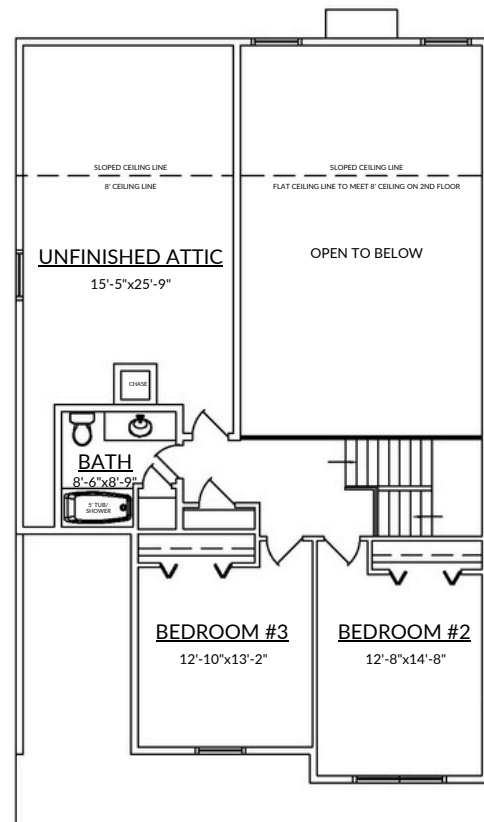 SLOPED CEILING LINE
8' CEILING LINE
SLOPED CEILING LINE
FLAT CEILING LINE TO MEET 8' CEILING ON 2ND FLOOR
UNFINISHED ATTIC
15'-5"x25'-9"
OPEN TO BELOW
CHASE
BATH
8'-6"x8'-9"
5' TUB/
SHOWER
BEDROOM #3
12'-10"x13'-2"
BEDROOM #2
12'-8"x14'-8"